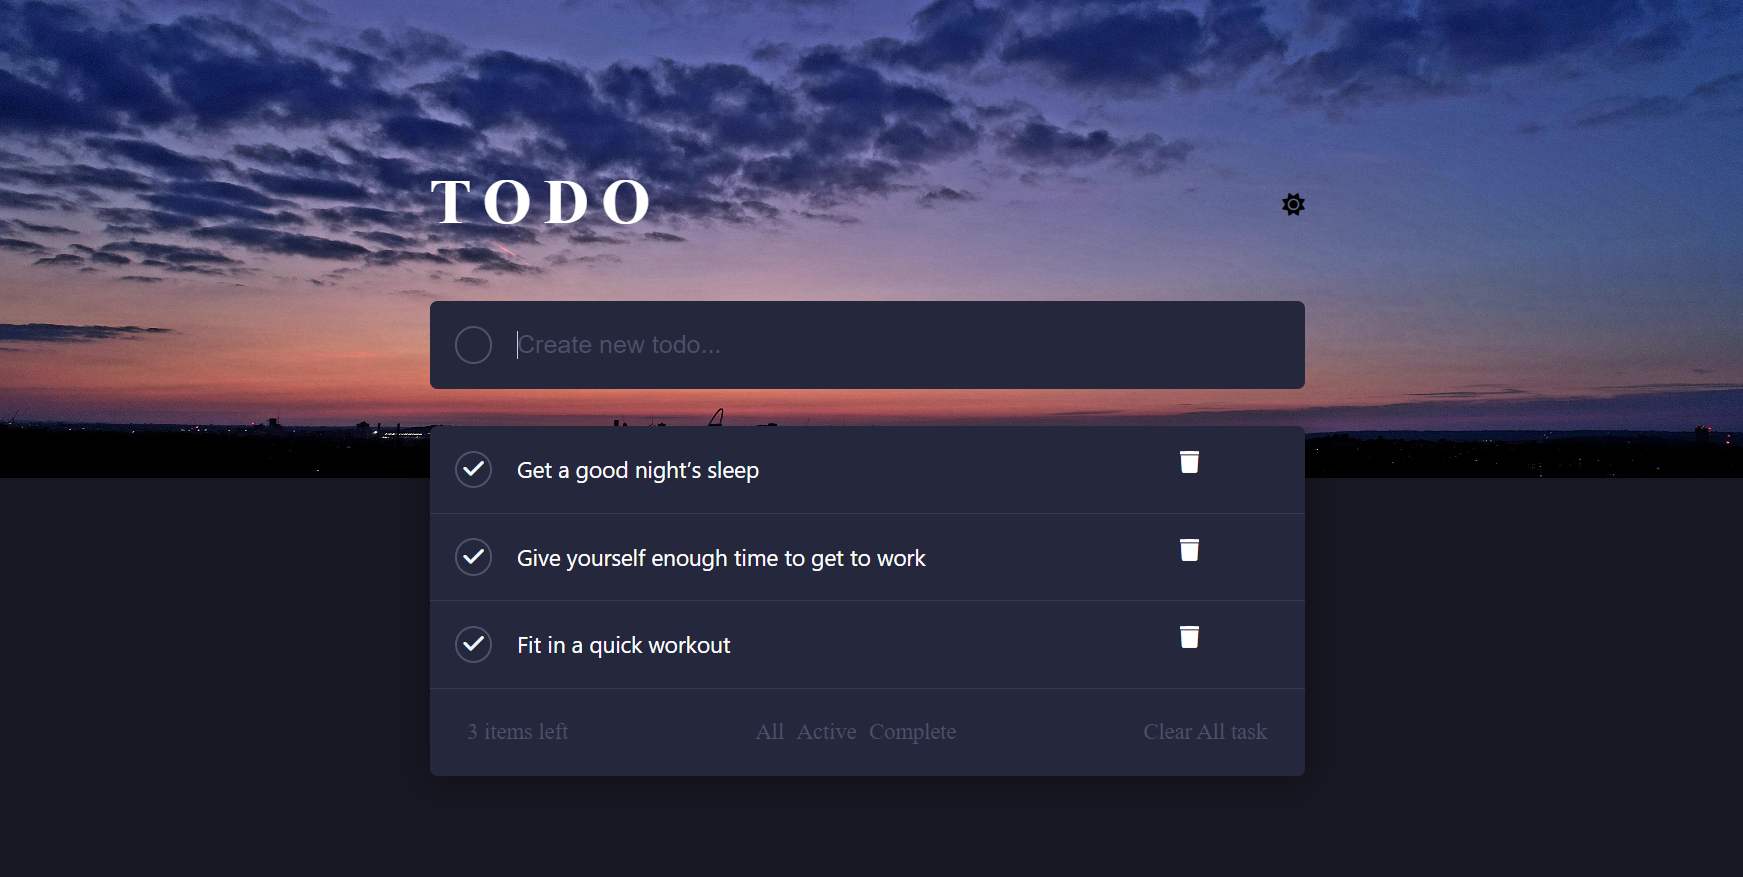 TODO
Create new todo...
Get a good night's sleep
Give yourself enough time to get to work
Fit in a quick workout
3 items left All Active Complete Clear All task